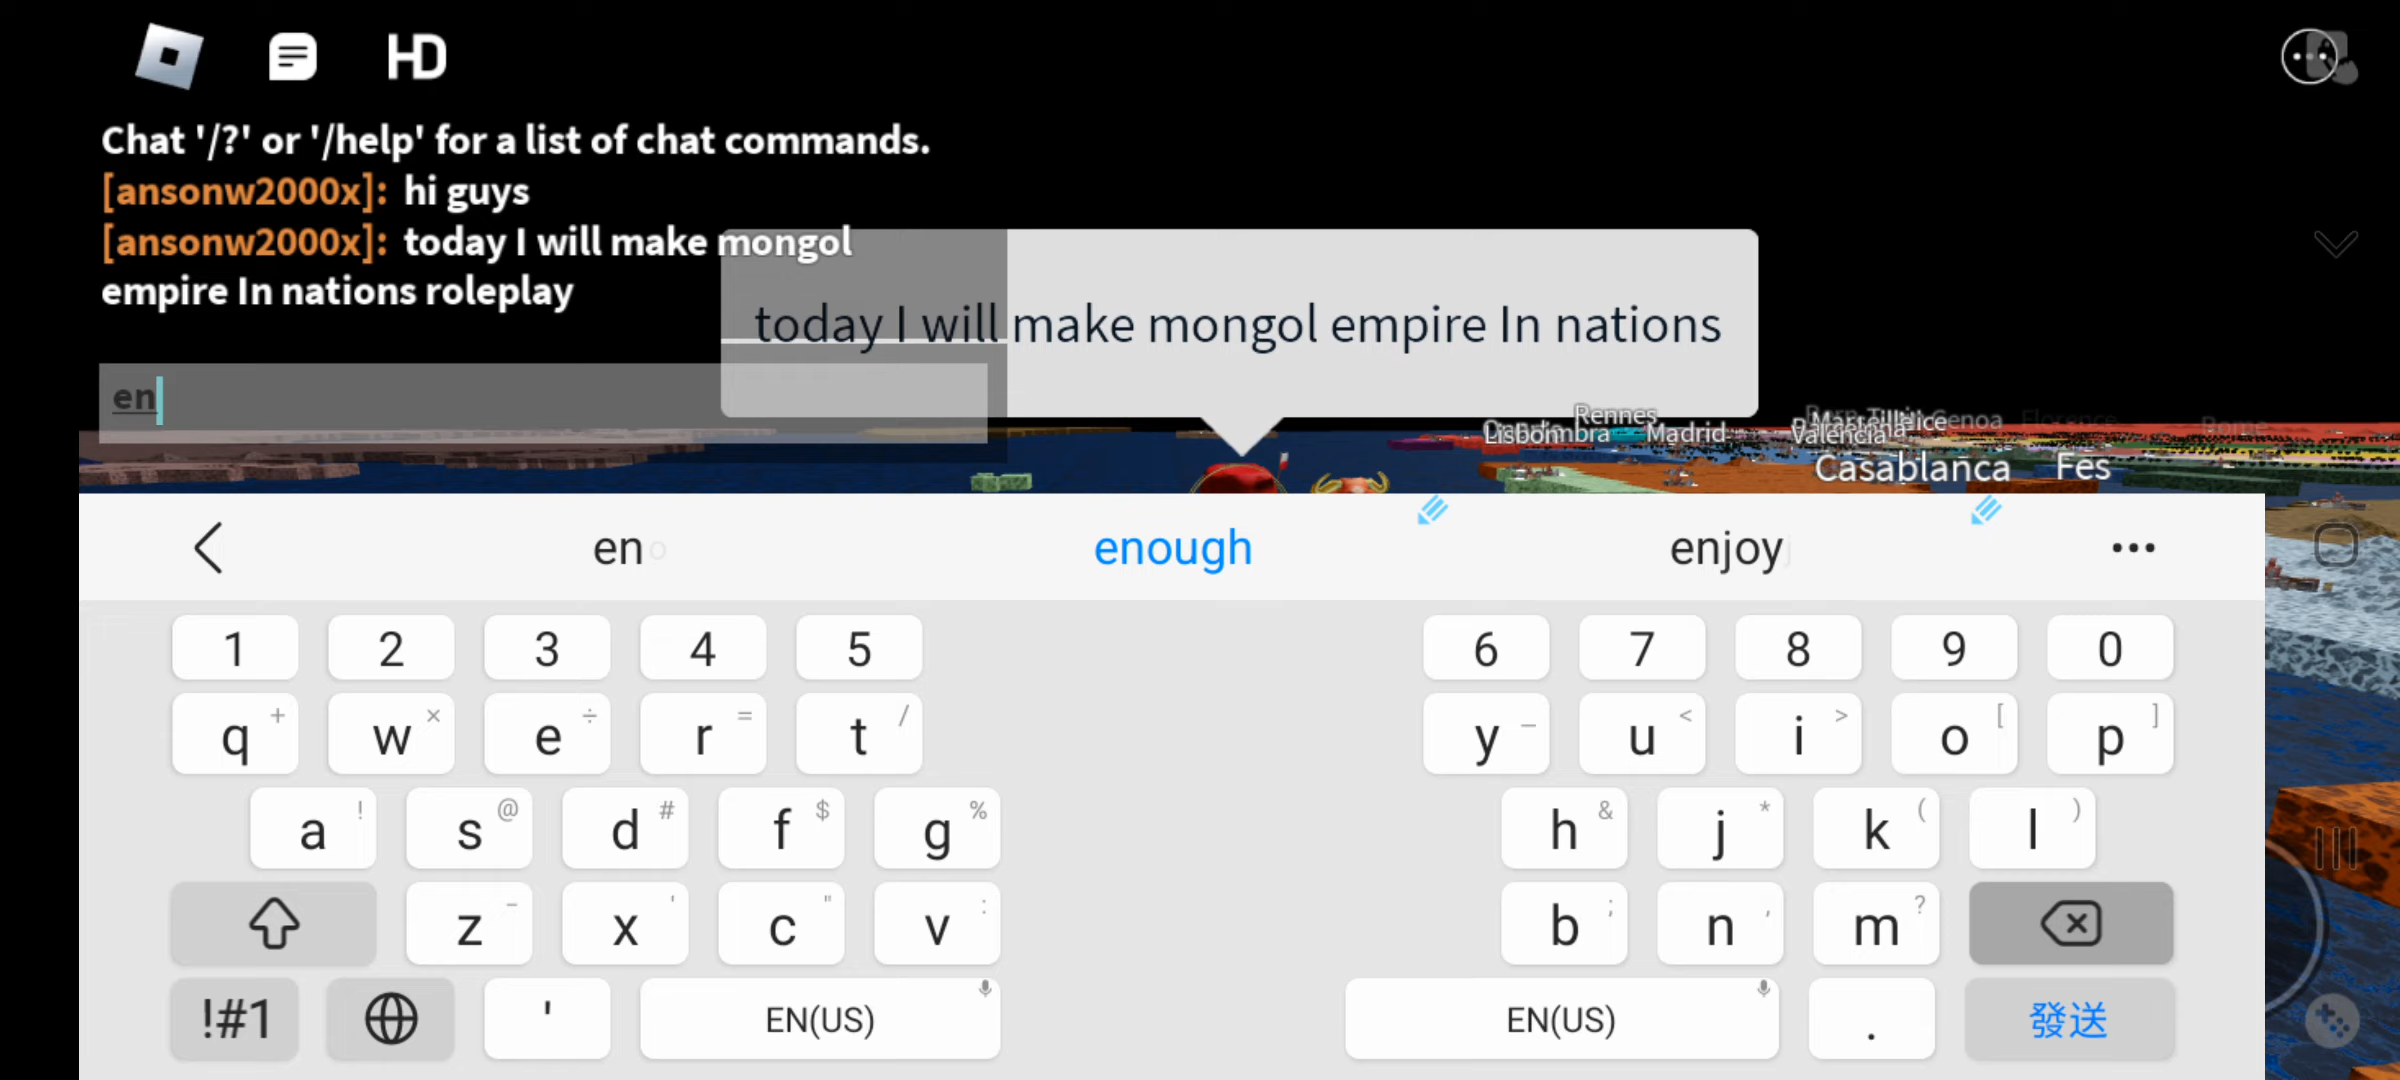 HD
Chat '/?' or '/help' for a list of chat commands.
[ansonw2000x]: hi guys
[ansonw2000x]: today I will make mongol
empire In nations roleplay
today I will make mongol empire In nations
en
Rennes
Lisbon
Madrid
Valencia
Genoa
Florence
Rome
Casablanca Fes
en enough enjoy
1 2 3 4 5 6 7 8 9 0
q + w × e ÷ r = t / y _ u < i > o [ p ]
a ! s @ d # f $ g % h & j * k ( l )
z - x ' c " v : b ; n , m ?
!#1 ' EN(US) EN(US) . 發送